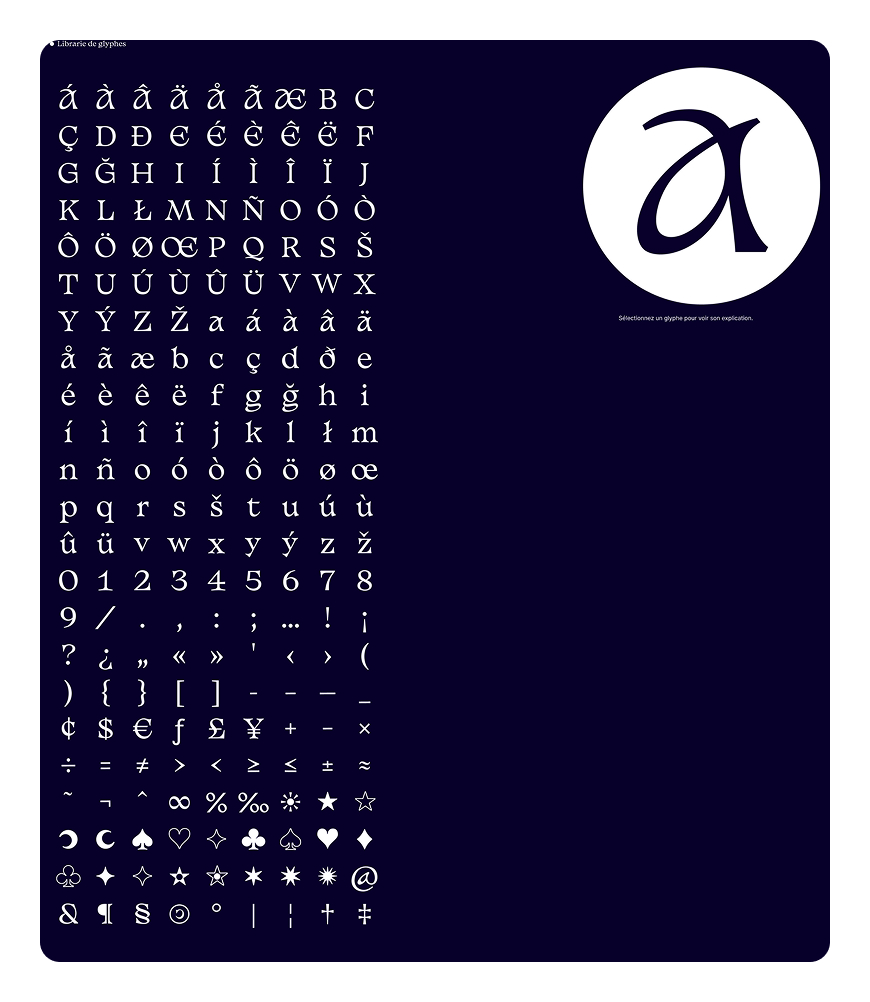 • Librarie de glyphes
Á À Â Ä Å Ã Æ B C
Ç D Đ E É È Ê Ë F
G Ğ H I Í Ì Î Ï J
K L Ł M N Ñ O Ó Ò
Ô Ö Ø Œ P Q R S Š
T U Ú Ù Û Ü V W X
Y Ý Z Ž a á à â ä
å ã æ b c ç d ð e
é è ê ë f g ğ h i
í ì î ï j k l ł m
n ñ o ó ò ô ö ø œ
p q r s š t u ú ù
û ü v w x y ý z ž
0 1 2 3 4 5 6 7 8
9 / . , : ; … ! ¡
? ¿ „ « » ' ‹ › (
) { } [ ] - – — _
¢ $ € ƒ £ ¥ + − ×
÷ = ≠ > < ≥ ≤ ± ≈
~ ¬ ^ ∞ % ‰ ☀ ★ ☆
☽ ☾ ♠ ♡ ✧ ♣ ♤ ♥ ♦
♧ ✦ ✧ ✫ ✫ ✶ ✷ ✹ @
& ¶ § © ° | ¦ † ‡
a
Sélectionnez un glyphe pour voir son explication.